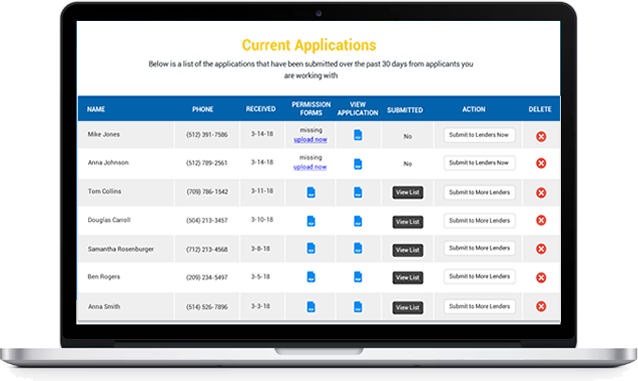 Current Applications
Below is a list of the applications that have been submitted over the past 30 days from applicants you
are working with
NAME PHONE RECEIVED PERMISSION FORMS VIEW APPLICATION SUBMITTED ACTION DELETE
Mike Jones (512) 391-7586 3-14-18 missing upload now No Submit to Lenders Now
Anna Johnson (512) 789-2561 3-14-18 missing upload now No Submit to Lenders Now
Tom Collins (709) 786-1542 3-11-18 View List Submit to More Lenders
Douglas Carroll (504) 213-3457 3-10-18 View List Submit to More Lenders
Samantha Rosenburger (712) 213-4568 3-8-18 View List Submit to More Lenders
Ben Rogers (209) 234-5497 3-5-18 View List Submit to More Lenders
Anna Smith (514) 526-7896 3-3-18 View List Submit to More Lenders